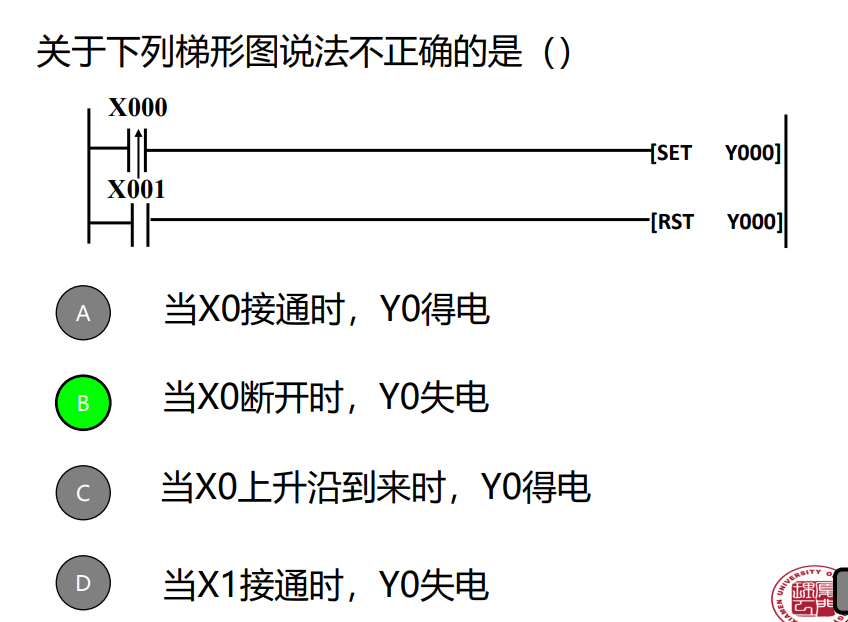 关于下列梯形图说法不正确的是（）
X000
[SET Y000]
X001
[RST Y000]
A 当X0接通时，Y0得电
B 当X0断开时，Y0失电
C 当X0上升沿到来时，Y0得电
D 当X1接通时，Y0失电